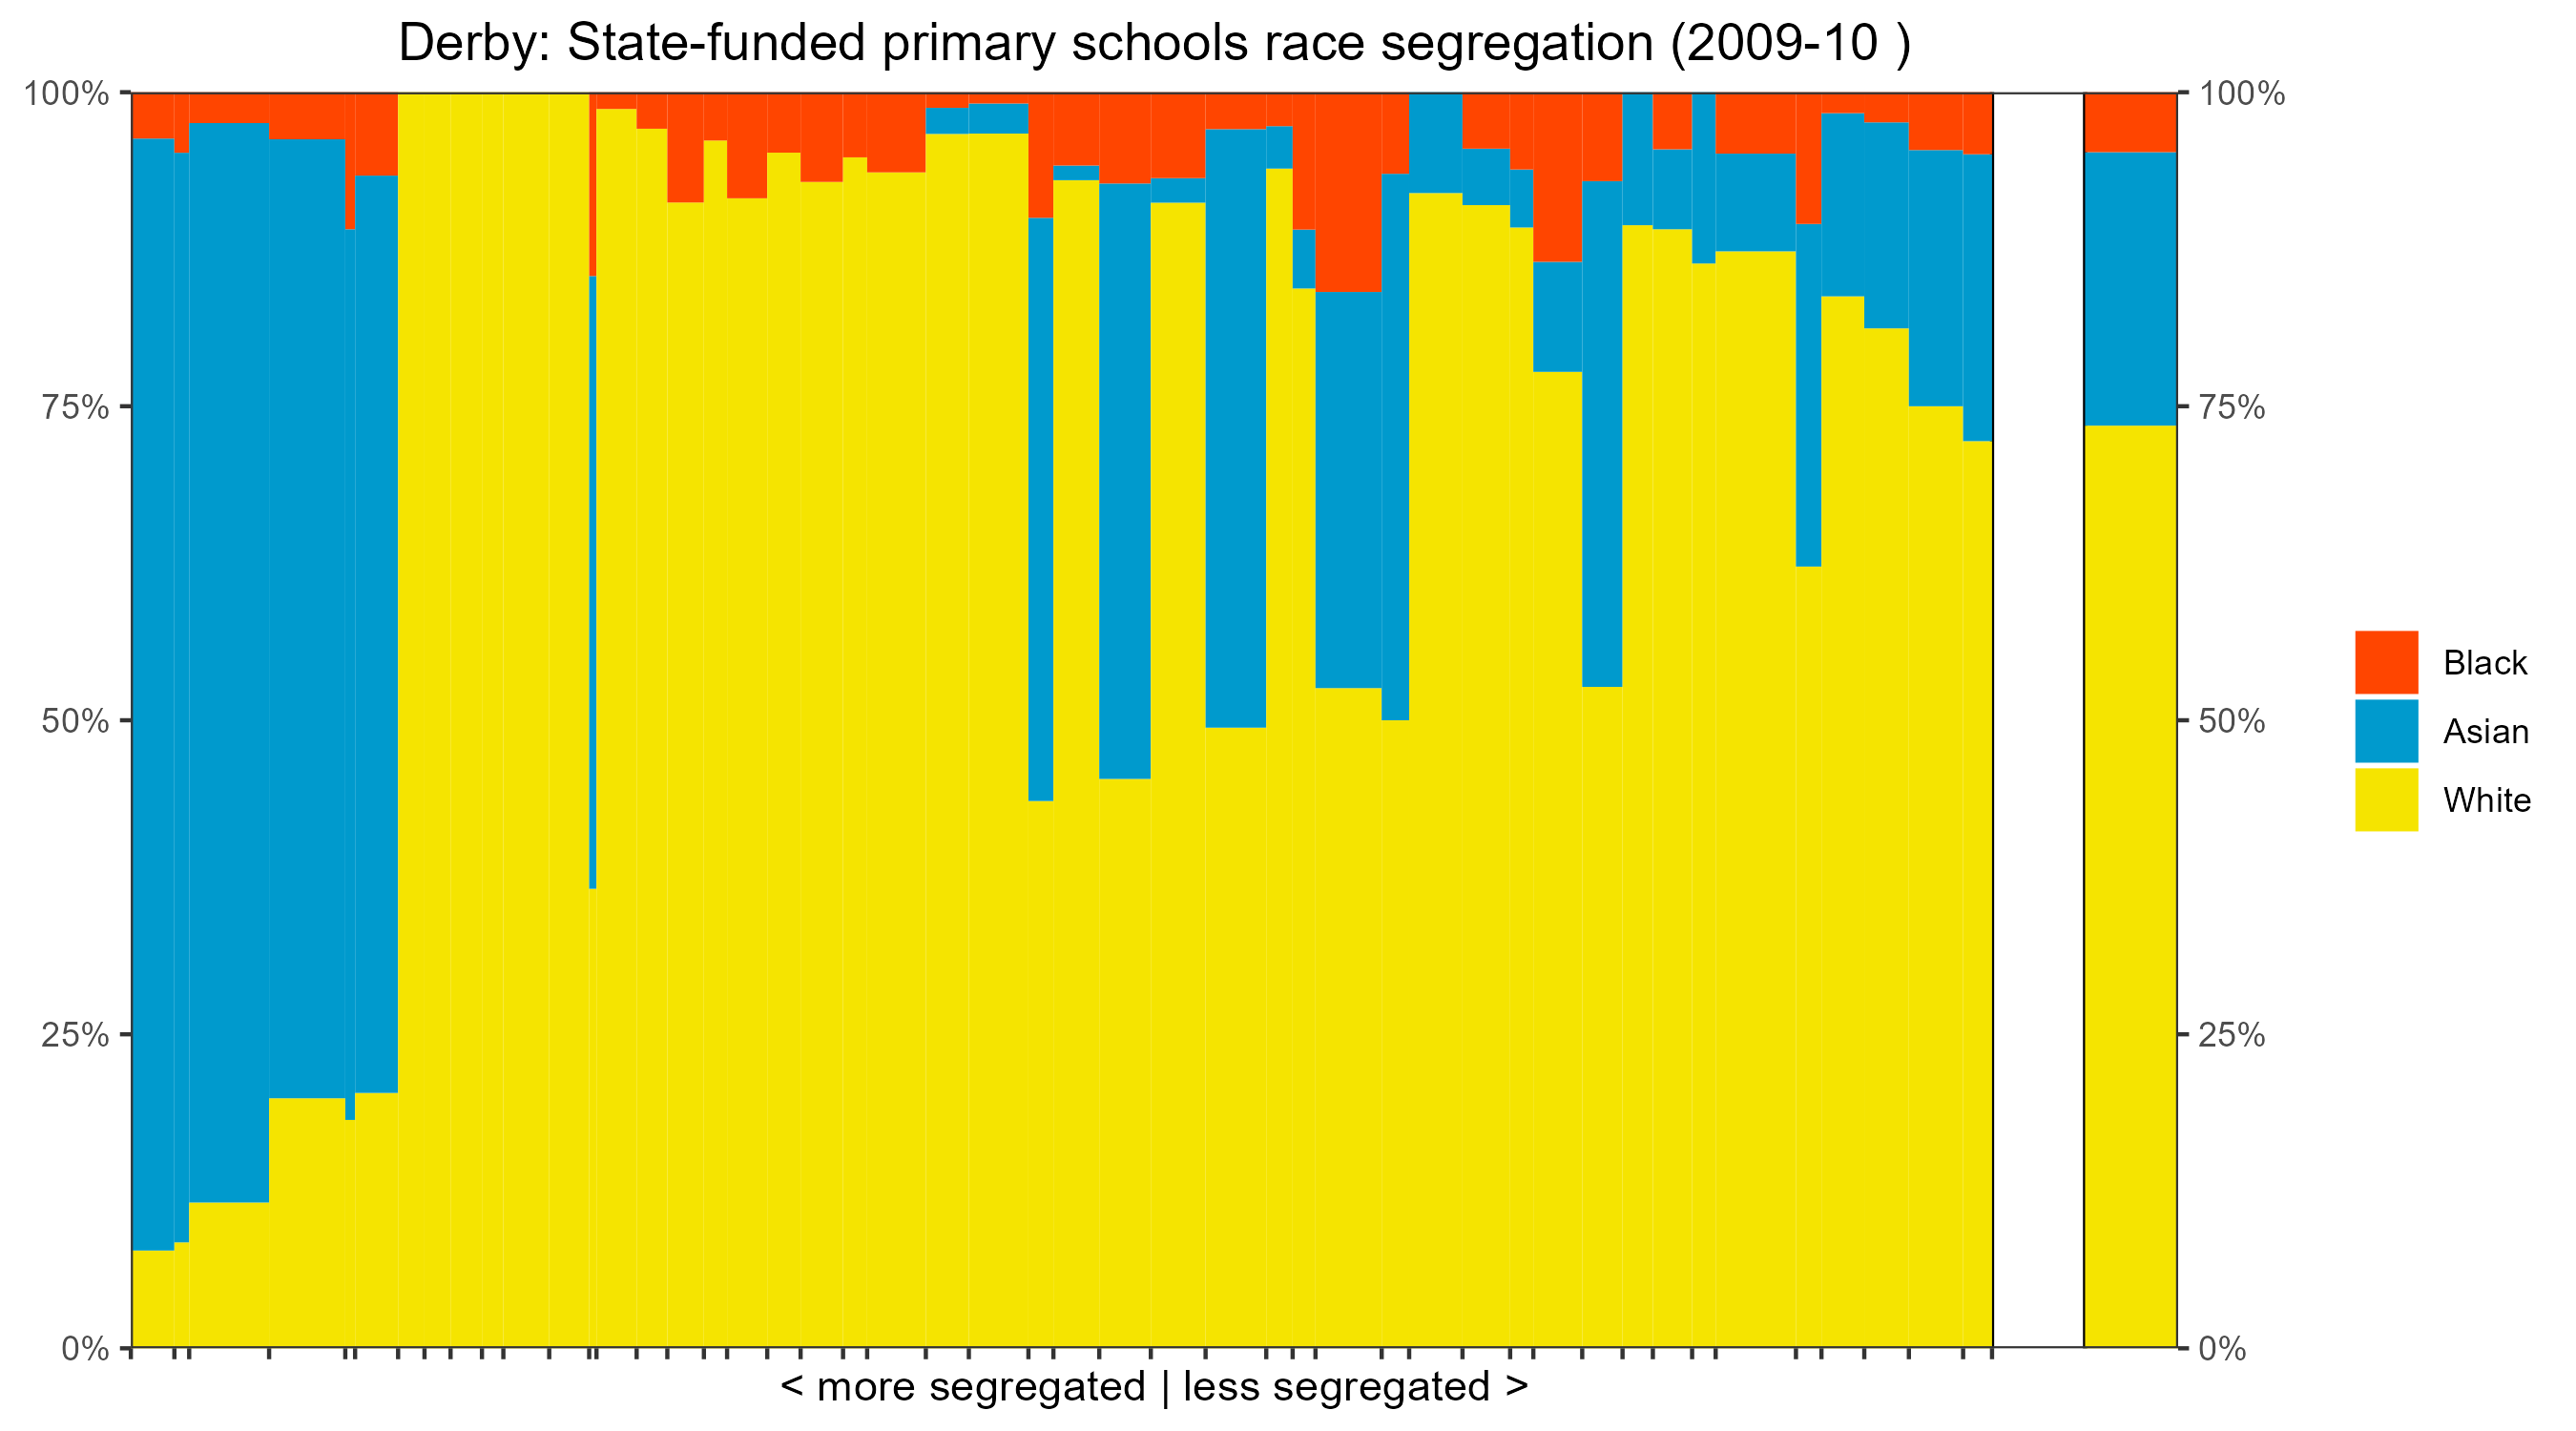 Derby: State-funded primary schools race segregation (2009-10 )
100%
75%
50%
25%
0%
100%
75%
50%
25%
0%
Black
Asian
White
< more segregated | less segregated >